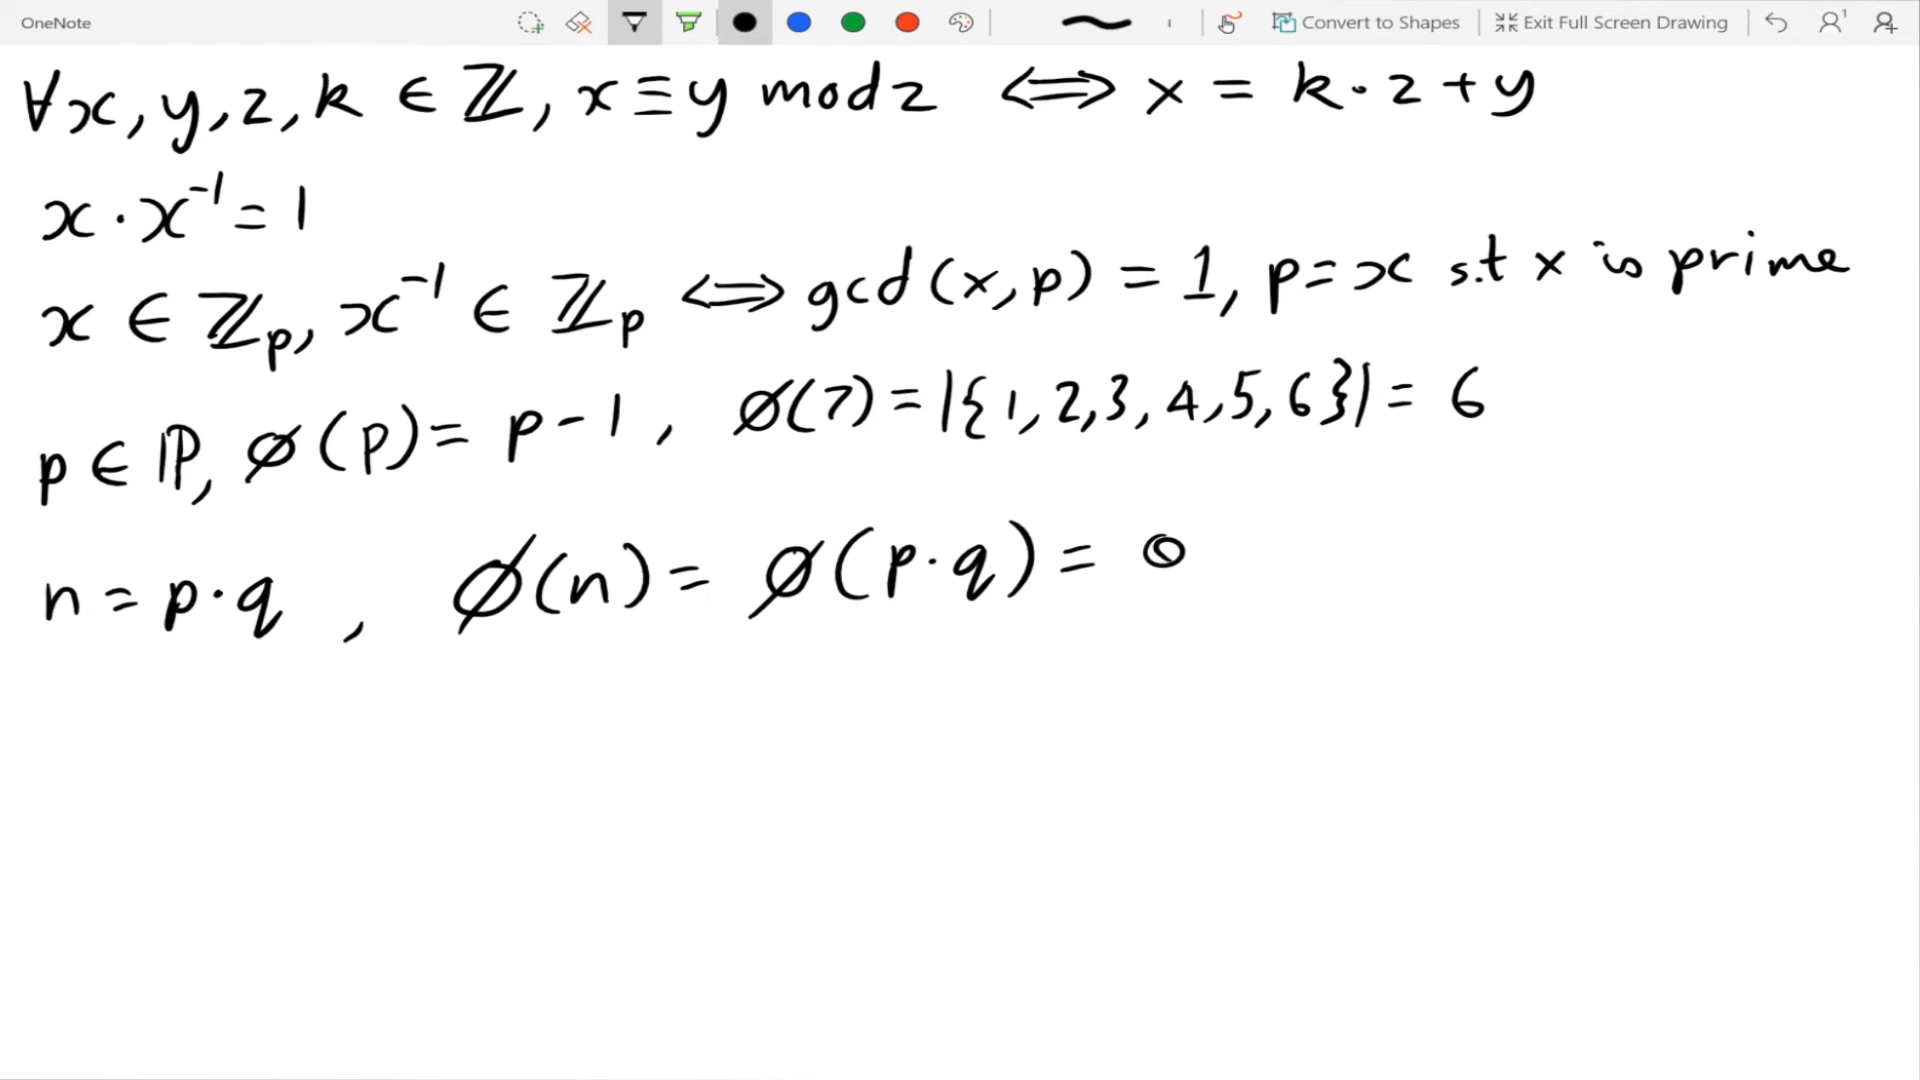 OneNote Convert to Shapes Exit Full Screen Drawing
∀x, y, z, k ∈ ℤ, x ≡ y mod z ⟺ x = k · z + y
x · x⁻¹ = 1
x ∈ ℤₚ, x⁻¹ ∈ ℤₚ ⟺ gcd(x, p) = 1, p = x s.t x is prime
p ∈ ℙ, ø(p) = p - 1, ø(7) = |{1, 2, 3, 4, 5, 6}| = 6
n = p · q , ø(n) = ø(p · q) =